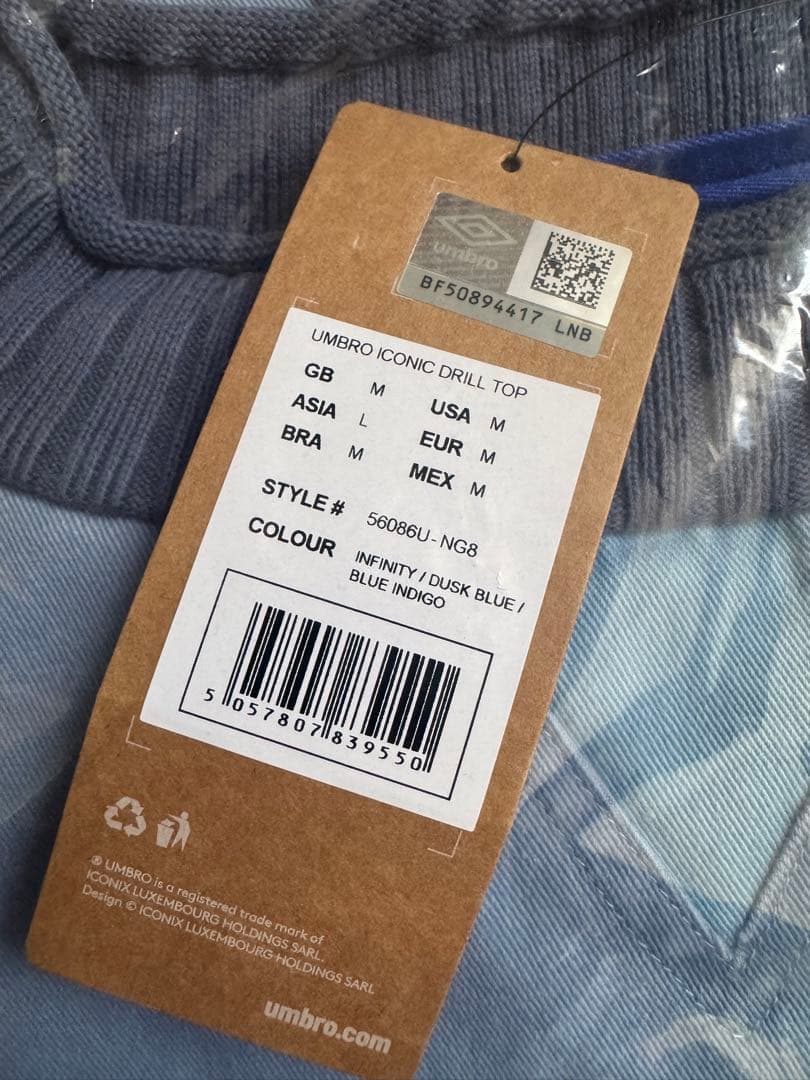 umbro
BF50894417 LNB
UMBRO ICONIC DRILL TOP
GB M USA M
ASIA L EUR M
BRA M MEX M
STYLE # 56086U-NG8
COLOUR INFINITY / DUSK BLUE /
BLUE INDIGO
5 057807 839550
® UMBRO is a registered trade mark of
ICONIX LUXEMBOURG HOLDINGS SARL.
Design © ICONIX LUXEMBOURG HOLDINGS SARL
umbro.com